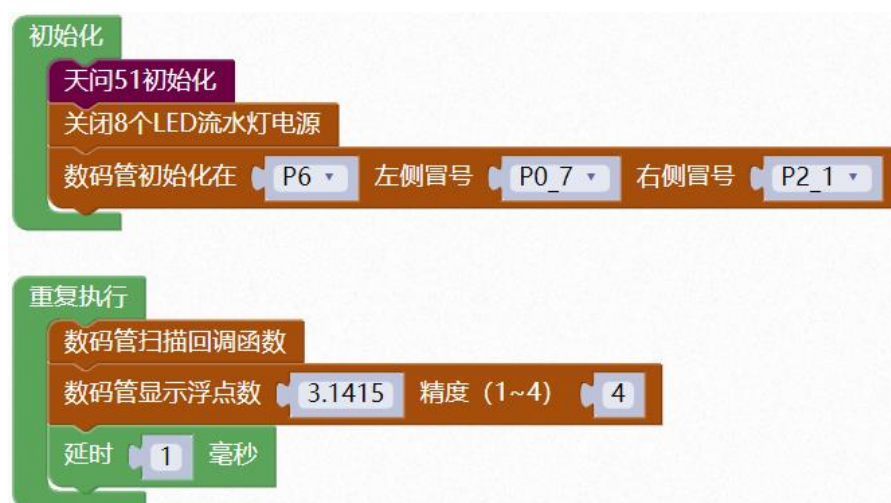 初始化
天问51初始化
关闭8个LED流水灯电源
数码管初始化在 P6 左侧冒号 P0_7 右侧冒号 P2_1
重复执行
数码管扫描回调函数
数码管显示浮点数 3.1415 精度（1~4） 4
延时 1 毫秒